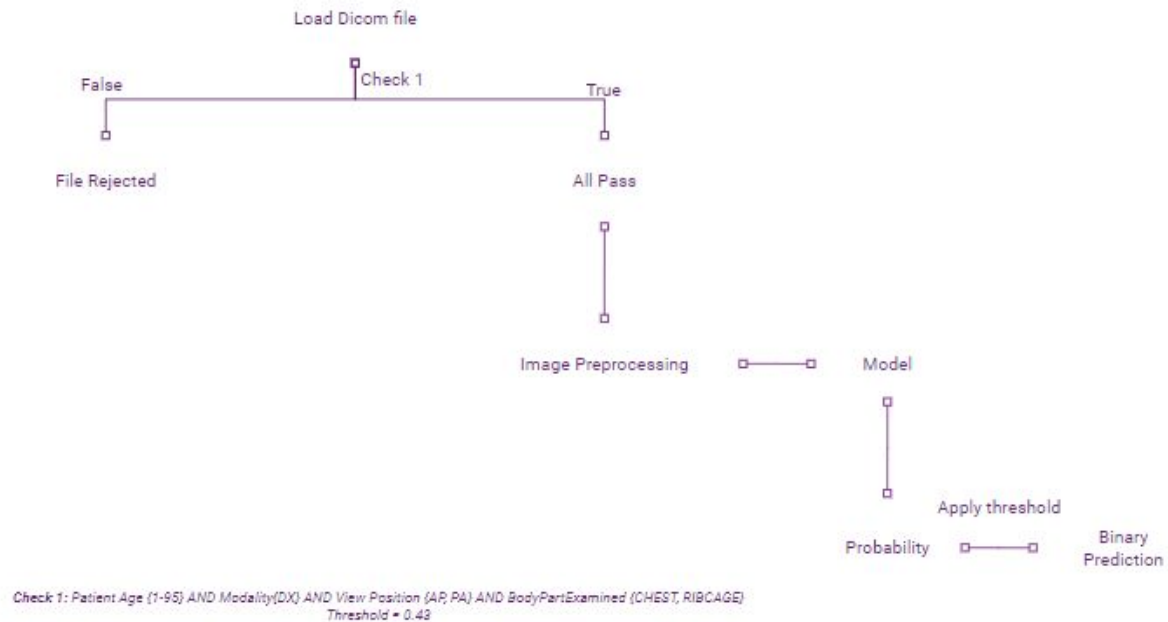 Load Dicom file
Check 1
False
True
File Rejected
All Pass
Image Preprocessing
Model
Apply threshold
Probability
Binary
Prediction
Check 1: Patient Age {1-95} AND Modality{DX} AND View Position {AP, PA} AND BodyPartExamined {CHEST, RIBCAGE}
Threshold = 0.43